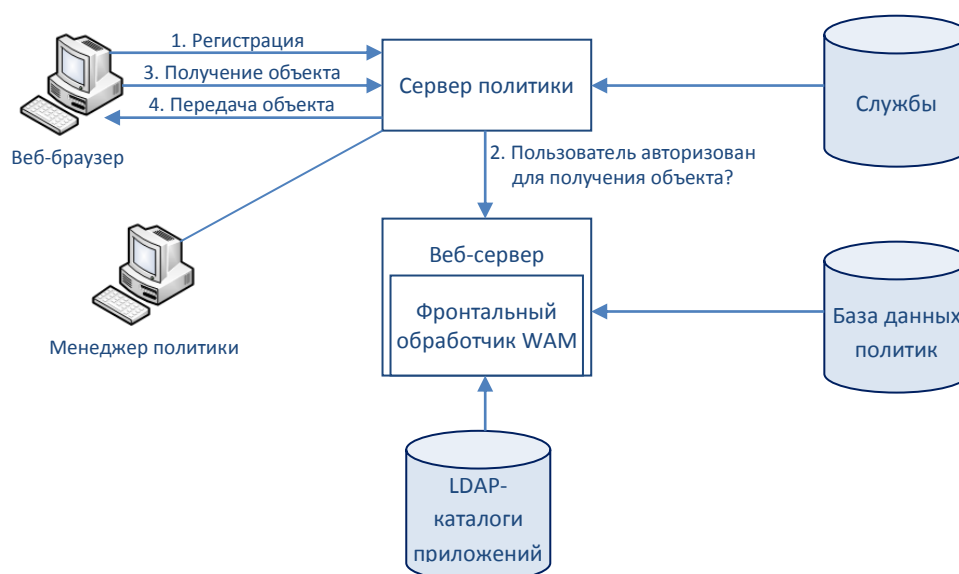 1. Регистрация
3. Получение объекта
4. Передача объекта
Веб-браузер
Сервер политики
Службы
2. Пользователь авторизован
для получения объекта?
Менеджер политики
Веб-сервер
Фронтальный
обработчик WAM
База данных
политик
LDAP-
каталоги
приложений